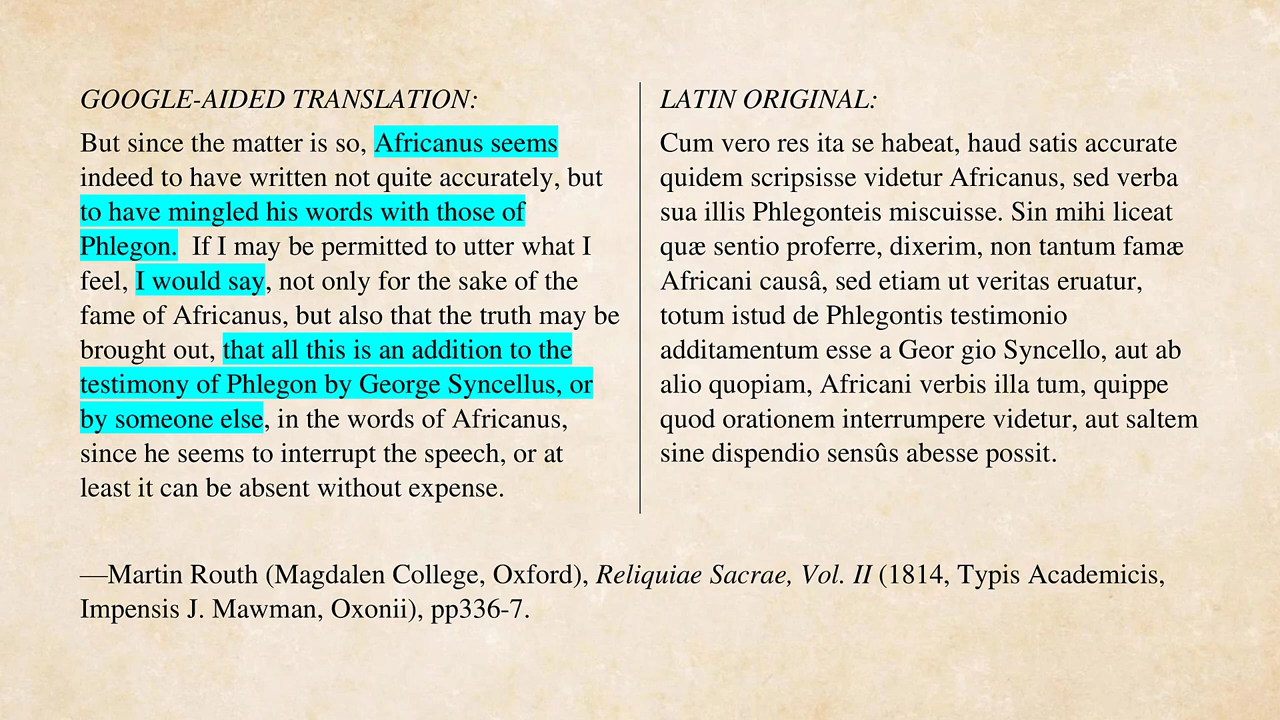 GOOGLE-AIDED TRANSLATION:
But since the matter is so, Africanus seems
indeed to have written not quite accurately, but
to have mingled his words with those of
Phlegon.  If I may be permitted to utter what I
feel, I would say, not only for the sake of the
fame of Africanus, but also that the truth may be
brought out, that all this is an addition to the
testimony of Phlegon by George Syncellus, or
by someone else, in the words of Africanus,
since he seems to interrupt the speech, or at
least it can be absent without expense.
LATIN ORIGINAL:
Cum vero res ita se habeat, haud satis accurate
quidem scripsisse videtur Africanus, sed verba
sua illis Phlegonteis miscuisse. Sin mihi liceat
quæ sentio proferre, dixerim, non tantum famæ
Africani causâ, sed etiam ut veritas eruatur,
totum istud de Phlegontis testimonio
additamentum esse a Geor gio Syncello, aut ab
alio quopiam, Africani verbis illa tum, quippe
quod orationem interrumpere videtur, aut saltem
sine dispendio sensûs abesse possit.
—Martin Routh (Magdalen College, Oxford), Reliquiae Sacrae, Vol. II (1814, Typis Academicis,
Impensis J. Mawman, Oxonii), pp336-7.